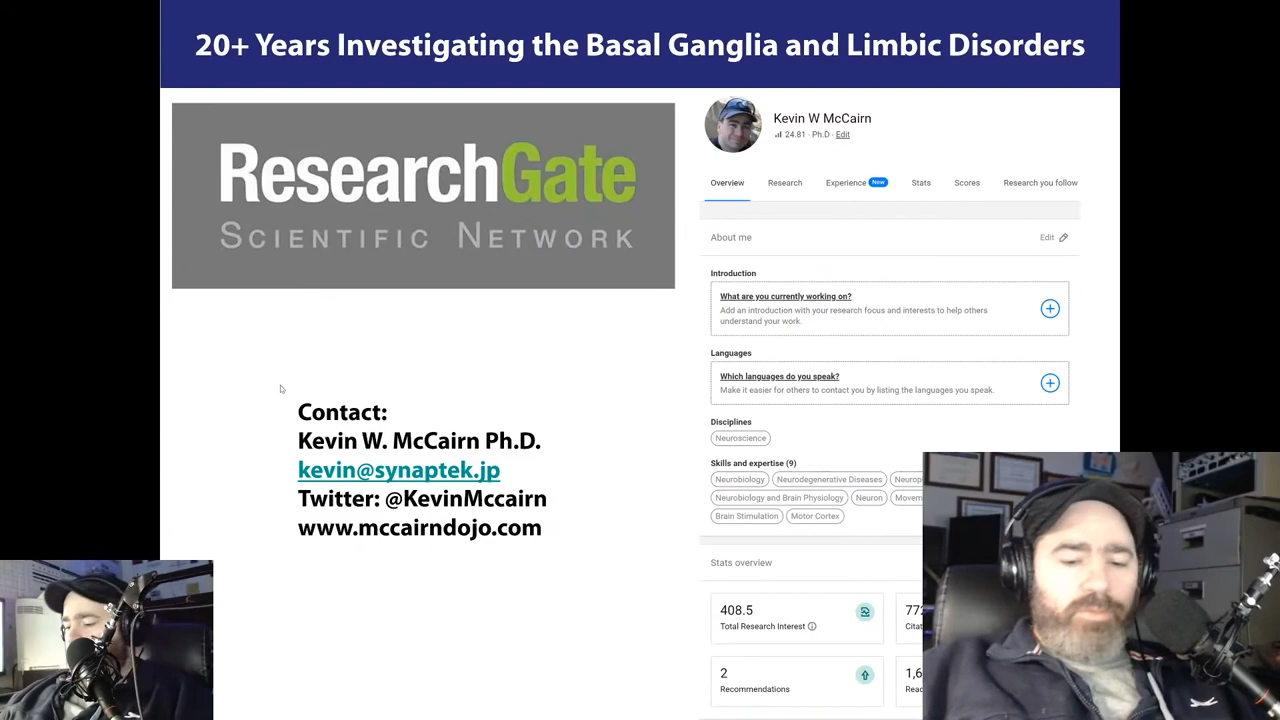 20+ Years Investigating the Basal Ganglia and Limbic Disorders
ResearchGate
SCIENTIFIC NETWORK
Contact:
Kevin W. McCairn Ph.D.
kevin@synaptek.jp
Twitter: @KevinMccairn
www.mccairndojo.com
Kevin W McCairn
24.81 · Ph.D · Edit
Overview Research Experience New Stats Scores Research you follow
About me Edit
Introduction
What are you currently working on?
Add an introduction with your research focus and interests to help others
understand your work.
Languages
Which languages do you speak?
Make it easier for others to contact you by listing the languages you speak.
Disciplines
Neuroscience
Skills and expertise (9)
Neurobiology Neurodegenerative Diseases
Neurobiology and Brain Physiology Neuron
Brain Stimulation Motor Cortex
Stats overview
408.5
Total Research Interest
2
Recommendations